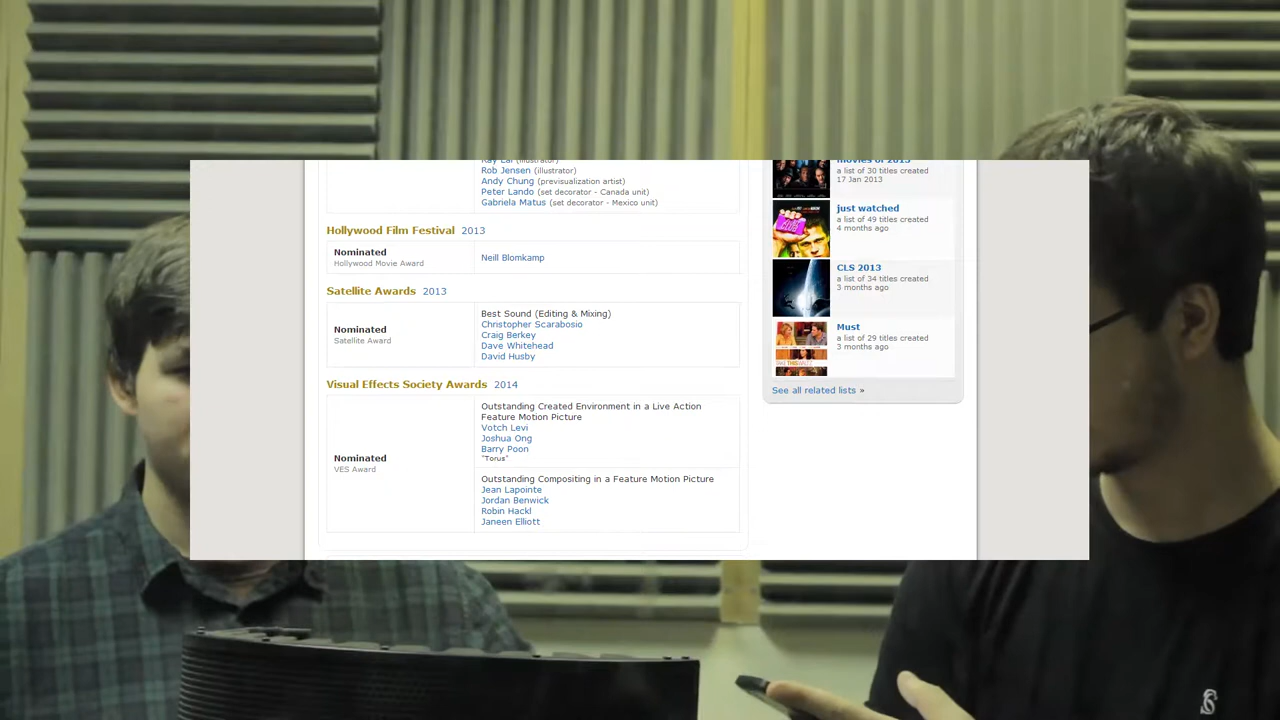 Ray Lai (illustrator)
Rob Jensen (illustrator)
Andy Chung (previsualization artist)
Peter Lando (set decorator - Canada unit)
Gabriela Matus (set decorator - Mexico unit)
Hollywood Film Festival 2013
Nominated
Hollywood Movie Award
Neill Blomkamp
Satellite Awards 2013
Nominated
Satellite Award
Best Sound (Editing & Mixing)
Christopher Scarabosio
Craig Berkey
Dave Whitehead
David Husby
Visual Effects Society Awards 2014
Nominated
VES Award
Outstanding Created Environment in a Live Action
Feature Motion Picture
Votch Levi
Joshua Ong
Barry Poon
"Torus"
Outstanding Compositing in a Feature Motion Picture
Jean Lapointe
Jordan Benwick
Robin Hackl
Janeen Elliott
movies of 2013
a list of 30 titles created
17 Jan 2013
just watched
a list of 49 titles created
4 months ago
CLS 2013
a list of 34 titles created
3 months ago
Must
a list of 29 titles created
3 months ago
See all related lists »